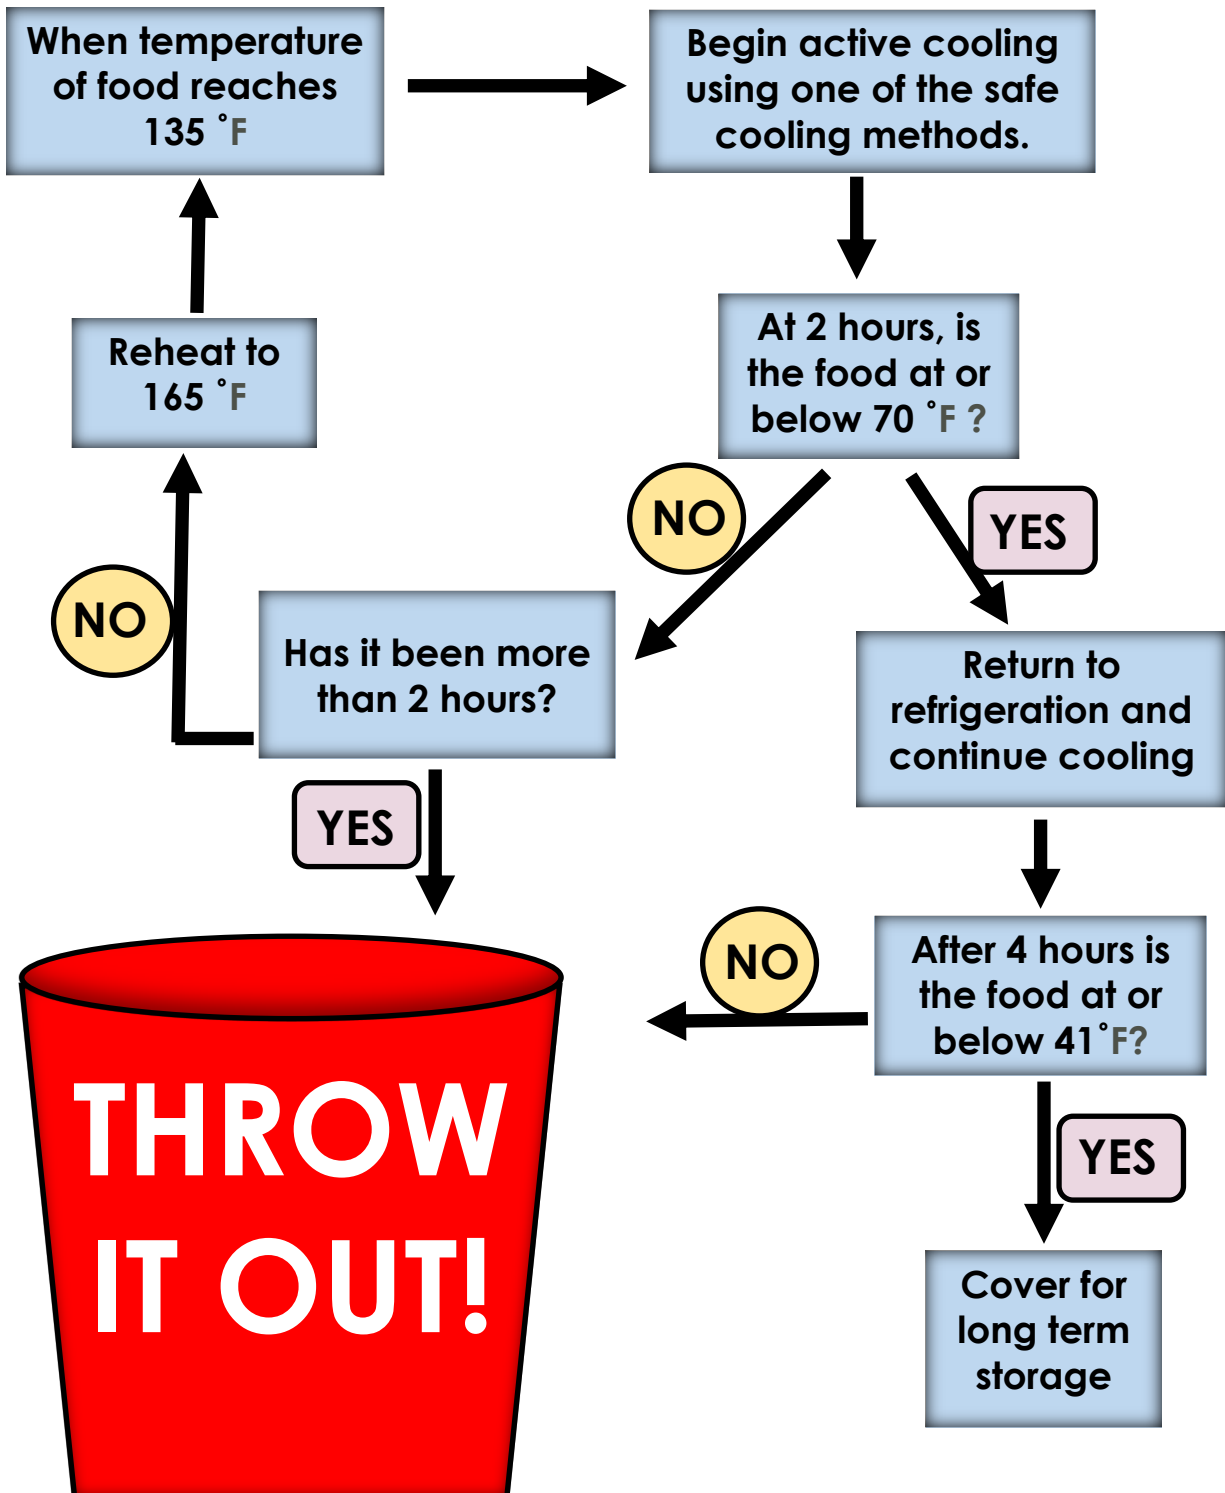 When temperature
of food reaches
135 °F
Begin active cooling
using one of the safe
cooling methods.
At 2 hours, is
the food at or
below 70 °F ?
NO
YES
Reheat to
165 °F
NO
Has it been more
than 2 hours?
YES
Return to
refrigeration and
continue cooling
After 4 hours is
the food at or
below 41°F?
NO
YES
Cover for
long term
storage
THROW
IT OUT!